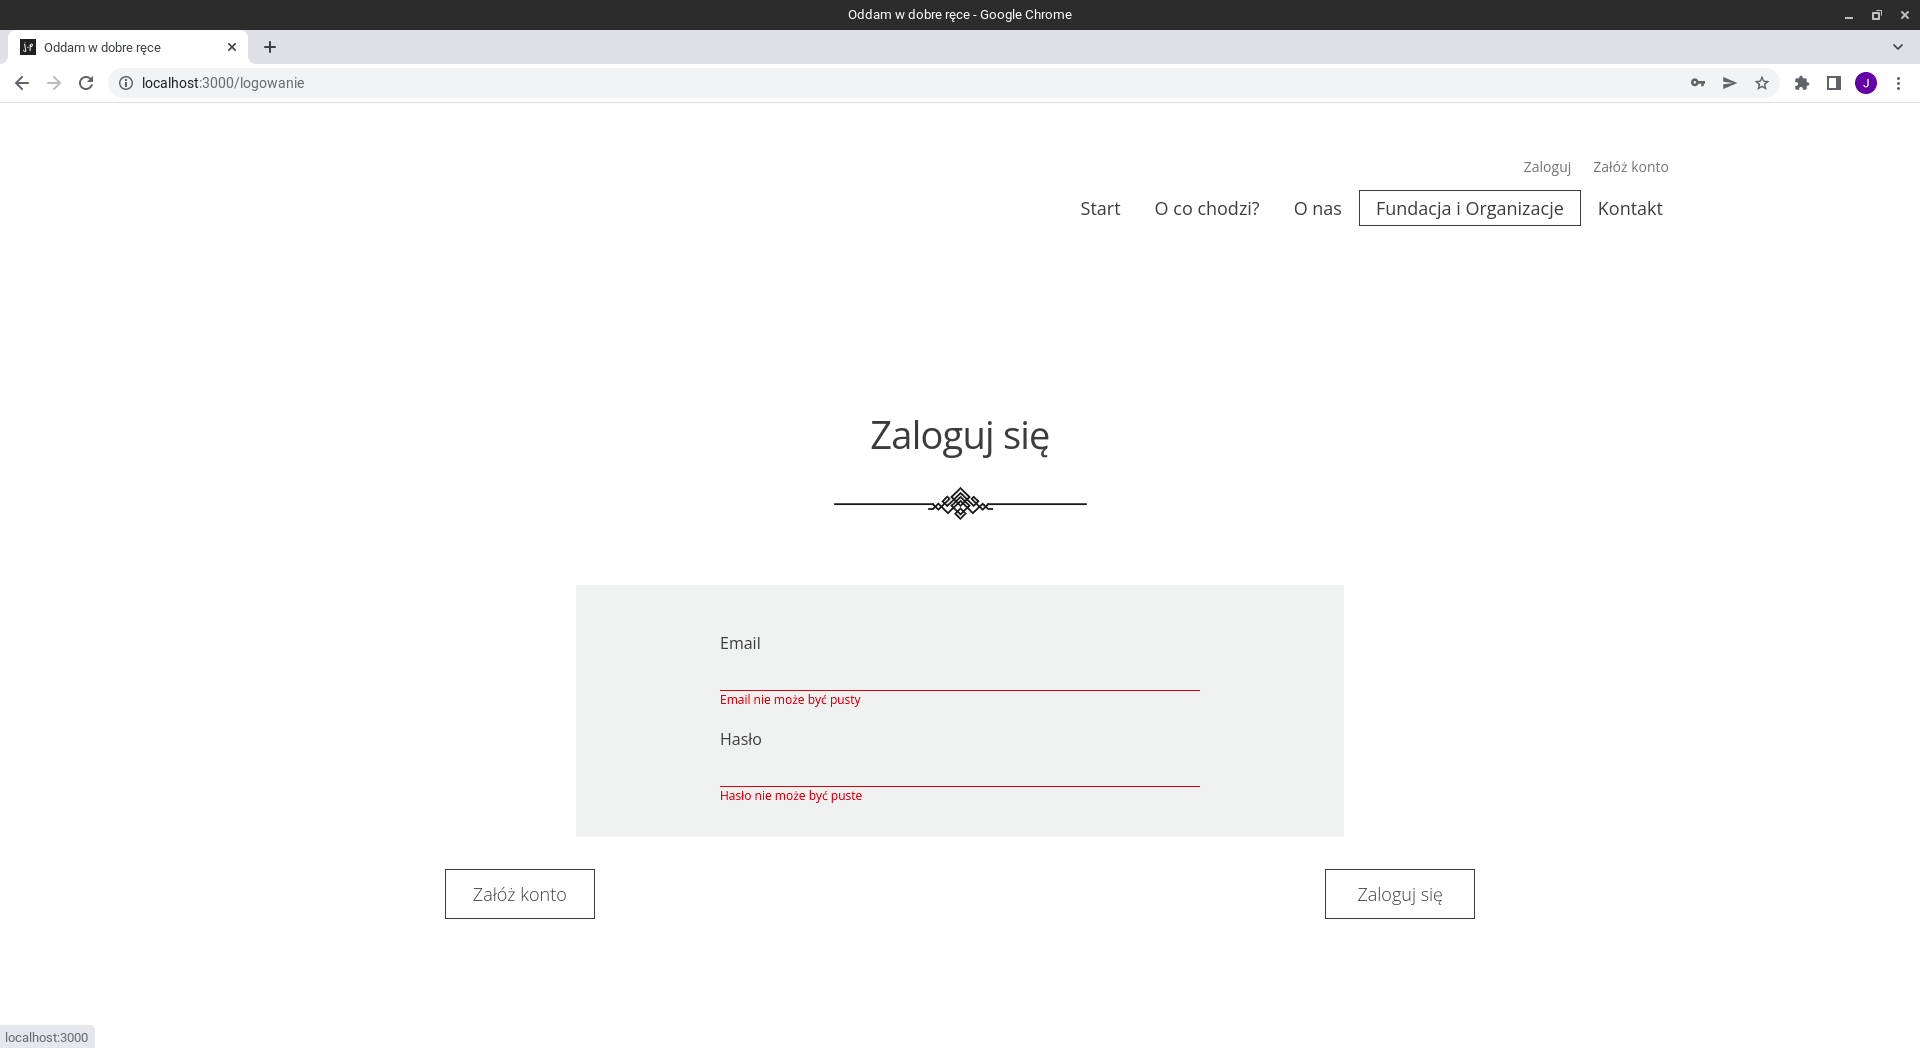 Oddam w dobre ręce - Google Chrome
Oddam w dobre ręce
localhost:3000/logowanie
J
Zaloguj Załóż konto
Start O co chodzi? O nas Fundacja i Organizacje Kontakt
Zaloguj się
Email
Email nie może być pusty
Hasło
Hasło nie może być puste
Załóż konto Zaloguj się
localhost:3000